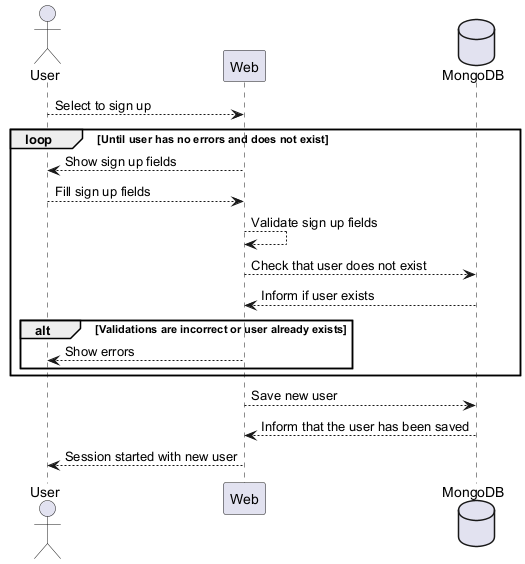 User
Web
MongoDB
Select to sign up
loop [Until user has no errors and does not exist]
Show sign up fields
Fill sign up fields
Validate sign up fields
Check that user does not exist
Inform if user exists
alt [Validations are incorrect or user already exists]
Show errors
Save new user
Inform that the user has been saved
Session started with new user
User
Web
MongoDB